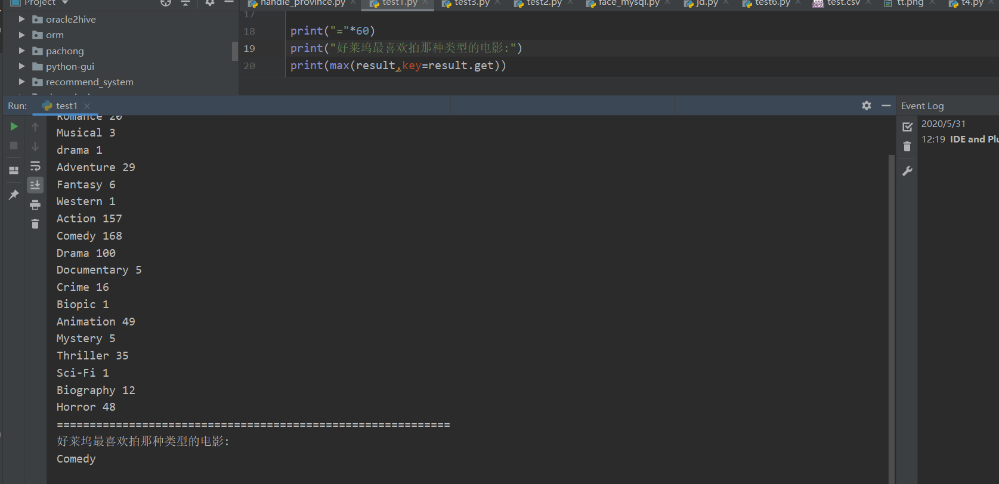 Project
handle_province.py
test1.py
test3.py
test2.py
face_mysql.py
jd.py
test6.py
test.csv
tt.png
t4.py
oracle2hive
orm
pachong
python-gui
recommend_system
17
18 print("="*60)
19 print("好莱坞最喜欢拍那种类型的电影:")
20 print(max(result,key=result.get))
Run: test1
Event Log
2020/5/31
12:19 IDE and Plu
Romance 20
Musical 3
drama 1
Adventure 29
Fantasy 6
Western 1
Action 157
Comedy 168
Drama 100
Documentary 5
Crime 16
Biopic 1
Animation 49
Mystery 5
Thriller 35
Sci-Fi 1
Biography 12
Horror 48
============================================================
好莱坞最喜欢拍那种类型的电影:
Comedy